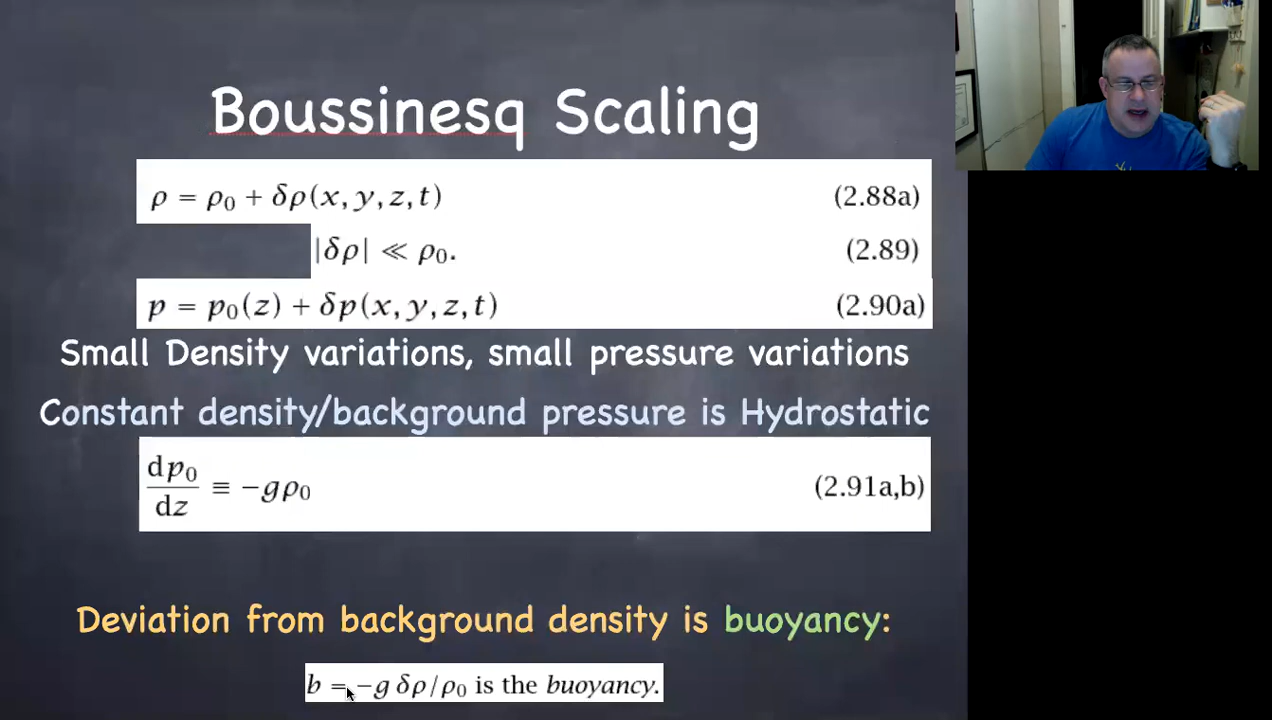 Boussinesq Scaling
ρ = ρ₀ + δρ(x, y, z, t) (2.88a)
|δρ| ≪ ρ₀. (2.89)
p = p₀(z) + δp(x, y, z, t) (2.90a)
Small Density variations, small pressure variations
Constant density/background pressure is Hydrostatic
dp₀/dz ≡ −gρ₀ (2.91a,b)
Deviation from background density is buoyancy:
b = −g δρ/ρ₀ is the buoyancy.